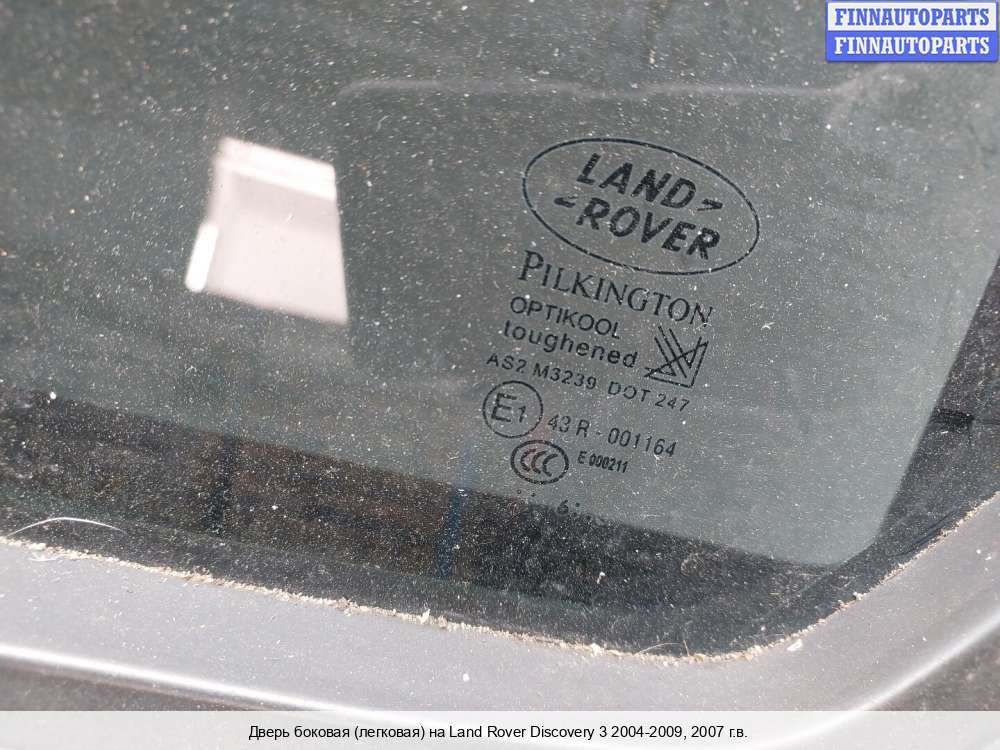 FINNAUTOPARTS
FINNAUTOPARTS
LAND
ROVER
PILKINGTON
OPTIKOOL
toughened
AS2 M3239 DOT 247
E1 43 R - 001164
CCC E 000211
6
Дверь боковая (легковая) на Land Rover Discovery 3 2004-2009, 2007 г.в.